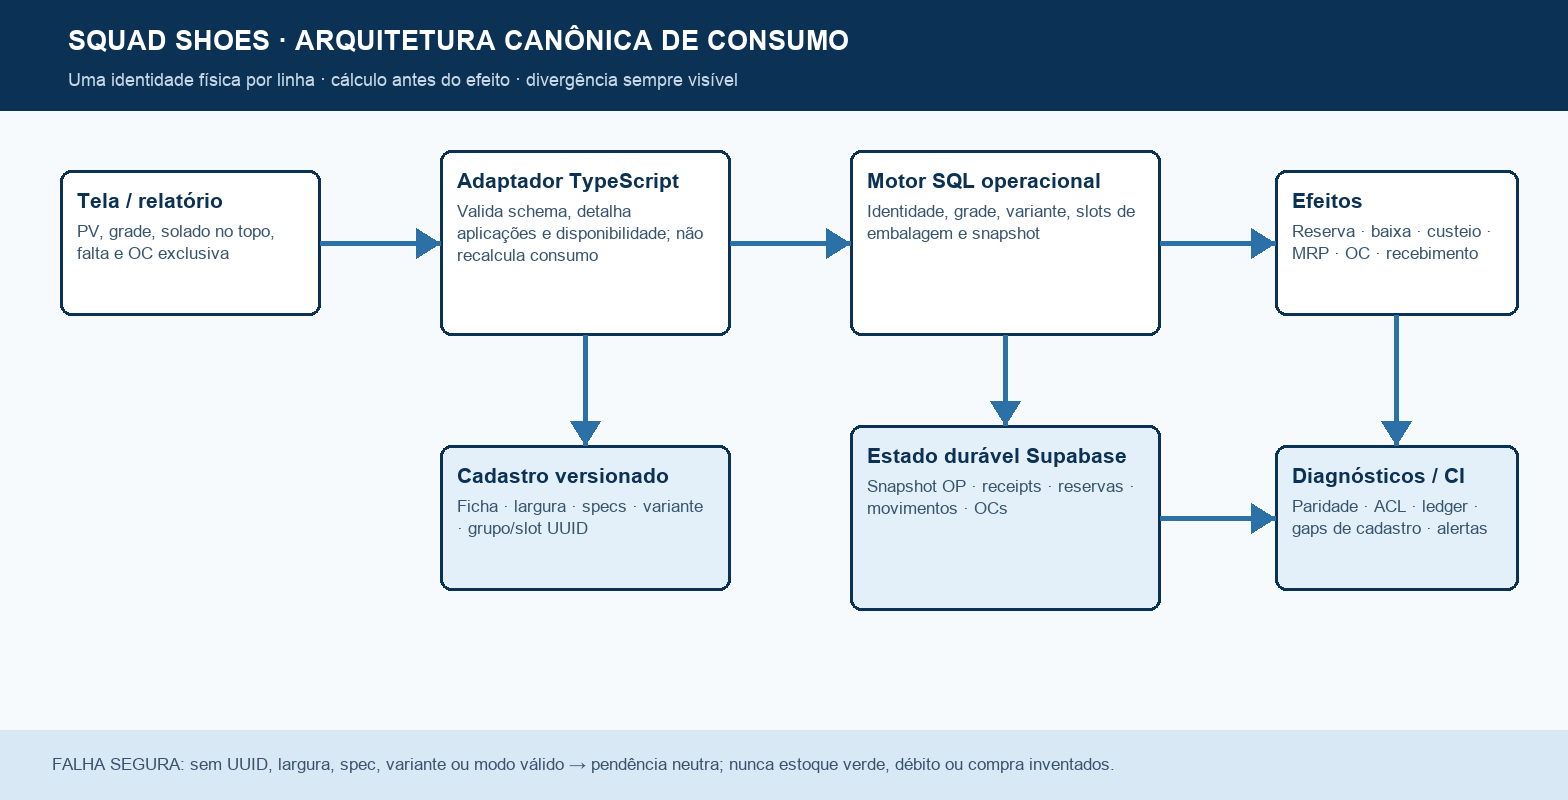 SQUAD SHOES · ARQUITETURA CANÔNICA DE CONSUMO
Uma identidade física por linha · cálculo antes do efeito · divergência sempre visível
Tela / relatório
PV, grade, solado no topo,
falta e OC exclusiva
Adaptador TypeScript
Valida schema, detalha
aplicações e disponibilidade; não
recalcula consumo
Motor SQL operacional
Identidade, grade, variante, slots de
embalagem e snapshot
Efeitos
Reserva · baixa · custeio ·
MRP · OC · recebimento
Cadastro versionado
Ficha · largura · specs · variante
· grupo/slot UUID
Estado durável Supabase
Snapshot OP · receipts · reservas ·
movimentos · OCs
Diagnósticos / CI
Paridade · ACL · ledger ·
gaps de cadastro · alertas
FALHA SEGURA: sem UUID, largura, spec, variante ou modo válido → pendência neutra; nunca estoque verde, débito ou compra inventados.